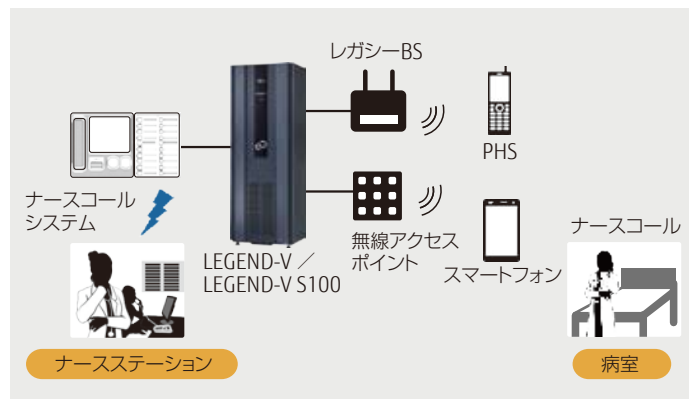 レガシーBS
PHS
ナースコール
システム
LEGEND-V ／
LEGEND-V S100
無線アクセス
ポイント
スマートフォン
ナースコール
ナースステーション
病室